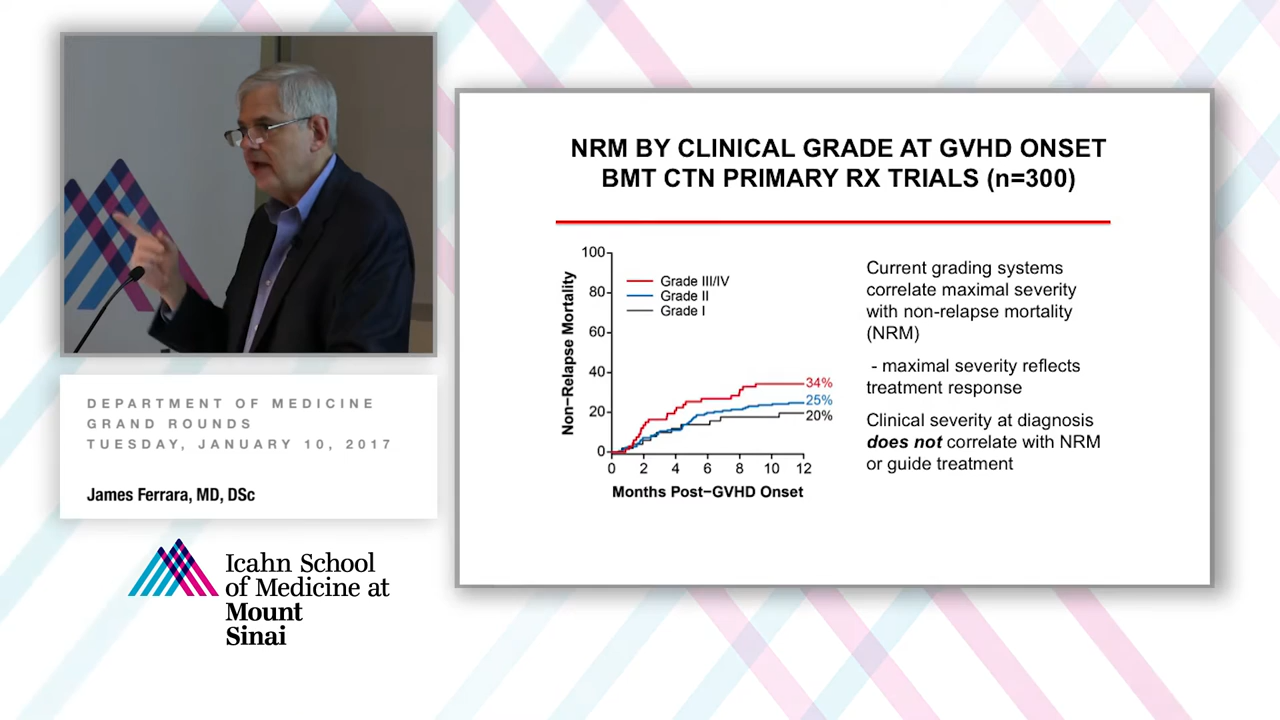 DEPARTMENT OF MEDICINE
GRAND ROUNDS
TUESDAY, JANUARY 10, 2017
James Ferrara, MD, DSc
Icahn School
of Medicine at
Mount
Sinai
NRM BY CLINICAL GRADE AT GVHD ONSET
BMT CTN PRIMARY RX TRIALS (n=300)
Non−Relapse Mortality
100
80
60
40
20
0
Grade III/IV
Grade II
Grade I
34%
25%
20%
0 2 4 6 8 10 12
Months Post−GVHD Onset
Current grading systems
correlate maximal severity
with non-relapse mortality
(NRM)
- maximal severity reflects
treatment response
Clinical severity at diagnosis
does not correlate with NRM
or guide treatment